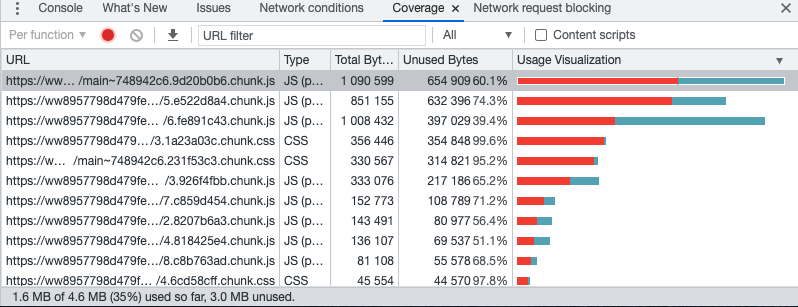 Console What's New Issues Network conditions Coverage × Network request blocking ×
Per function ▼ URL filter All ▼ Content scripts
URL Type Total Byt… Unused Bytes Usage Visualization ▼
https://ww… /main~748942c6.9d20b0b6.chunk.js JS (p… 1 090 599 654 909 60.1%
https://ww8957798d479fe… /5.e522d8a4.chunk.js JS (p… 851 155 632 396 74.3%
https://ww8957798d479fe… /6.fe891c43.chunk.js JS (p… 1 008 432 397 029 39.4%
https://ww8957798d479… /3.1a23a03c.chunk.css CSS 356 446 354 848 99.6%
https://w… /main~748942c6.231f53c3.chunk.css CSS 330 567 314 821 95.2%
https://ww8957798d479fe… /3.926f4fbb.chunk.js JS (p… 333 076 217 186 65.2%
https://ww8957798d479fe… /7.c859d454.chunk.js JS (p… 152 773 108 789 71.2%
https://ww8957798d479fe… /2.8207b6a3.chunk.js JS (p… 143 491 80 977 56.4%
https://ww8957798d479fe… /4.818425e4.chunk.js JS (p… 136 107 69 537 51.1%
https://ww8957798d479fe… /8.c8b763ad.chunk.js JS (p… 81 108 55 578 68.5%
https://ww8957798d479f… /4.6cd58cff.chunk.css CSS 45 554 44 570 97.8%
1.6 MB of 4.6 MB (35%) used so far, 3.0 MB unused.